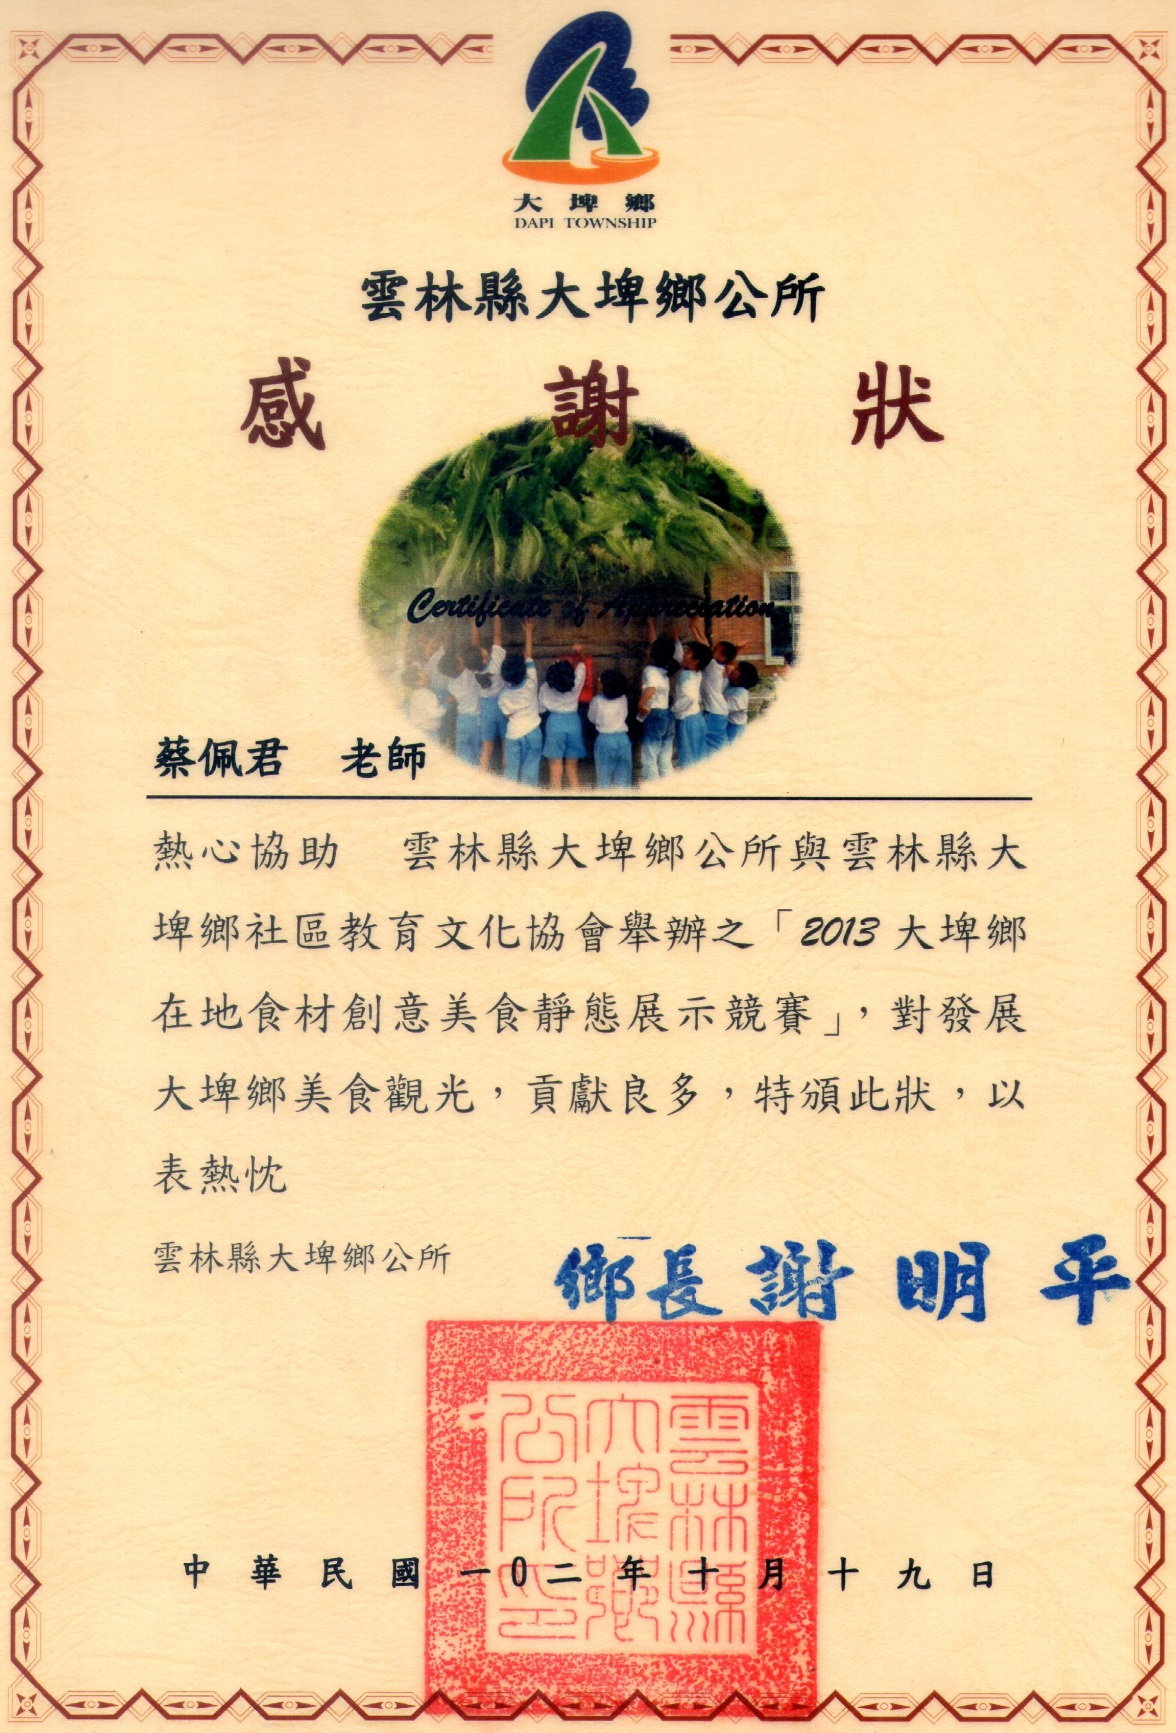 大埤鄉
DAPI TOWNSHIP
雲林縣大埤鄉公所
感謝狀
Certificate of Appreciation
蔡佩君 老師
熱心協助 雲林縣大埤鄉公所與雲林縣大
埤鄉社區教育文化協會舉辦之「2013 大埤鄉
在地食材創意美食靜態展示競賽」，對發展
大埤鄉美食觀光，貢獻良多，特頒此狀，以
表熱忱
雲林縣大埤鄉公所
鄉長謝明平
雲林縣
大埤鄉
公所印
中華民國一0二年十月十九日